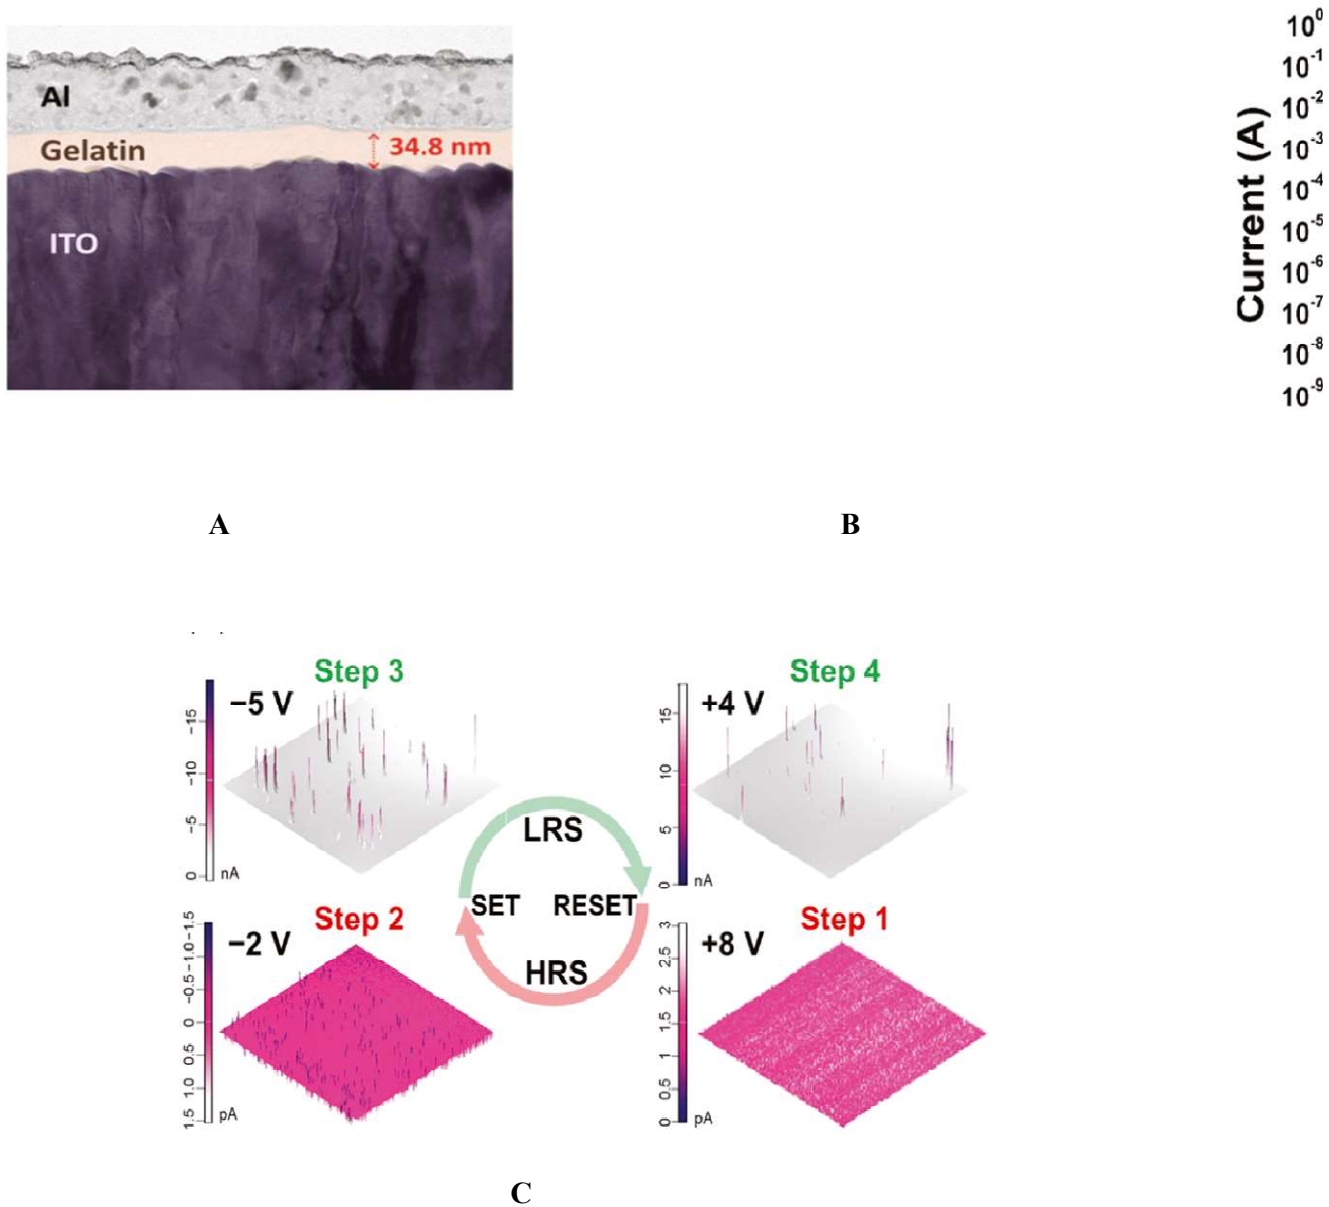 Al
Gelatin
34.8 nm
ITO
Current (A)
10⁰
10⁻¹
10⁻²
10⁻³
10⁻⁴
10⁻⁵
10⁻⁶
10⁻⁷
10⁻⁸
10⁻⁹
A
B
Step 3
−5 V
−15
−10
−5
0
nA
Step 4
+4 V
15
10
5
0
nA
LRS
SET
RESET
HRS
Step 2
−2 V
−1.5
−1.0
−0.5
0
0.5
1.0
1.5
pA
Step 1
+8 V
3
2.5
2
1.5
1
0.5
0
pA
C